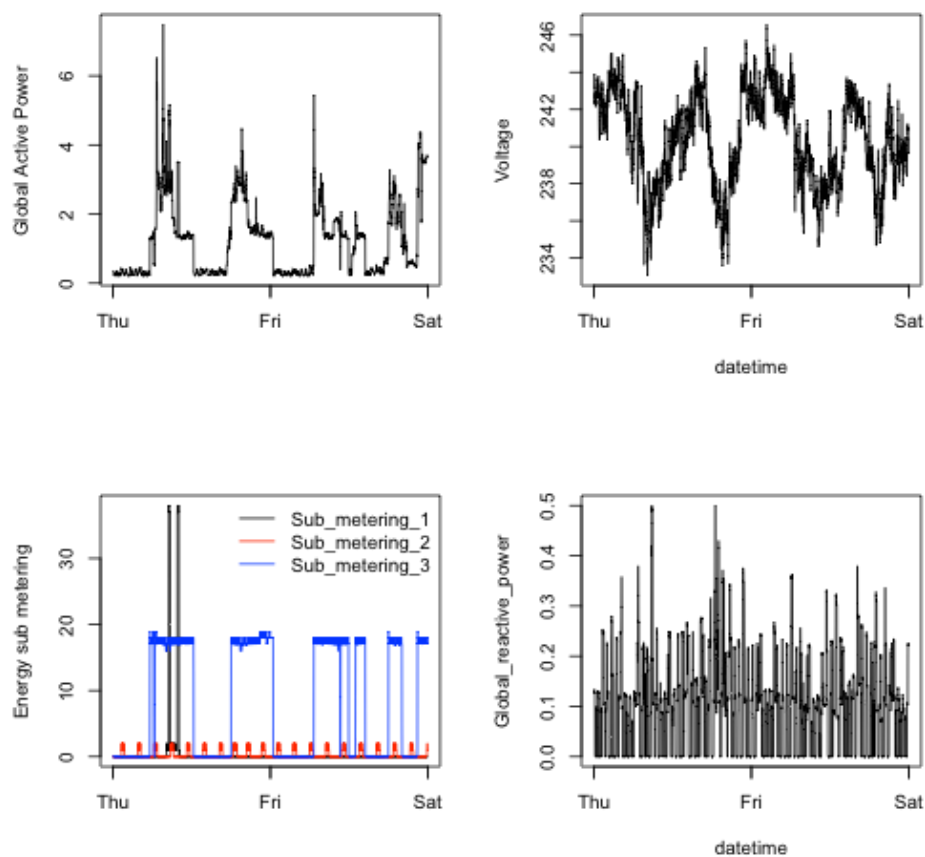 Global Active Power
0
2
4
6
Thu
Fri
Sat
Voltage
234
238
242
246
Thu
Fri
Sat
datetime
Energy sub metering
0
10
20
30
Sub_metering_1
Sub_metering_2
Sub_metering_3
Thu
Fri
Sat
Global_reactive_power
0.0
0.1
0.2
0.3
0.4
0.5
Thu
Fri
Sat
datetime